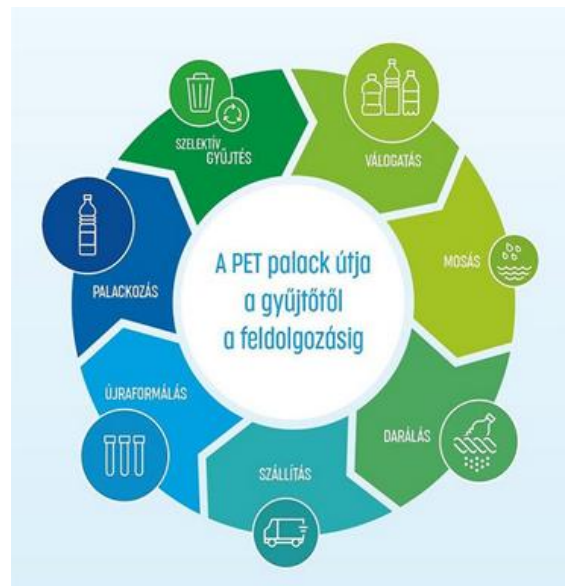 SZELEKTÍV
GYŰJTÉS
VÁLOGATÁS
MOSÁS
DARÁLÁS
SZÁLLÍTÁS
ÚJRAFORMÁLÁS
PALACKOZÁS
A PET palack útja
a gyűjtőtől
a feldolgozásig